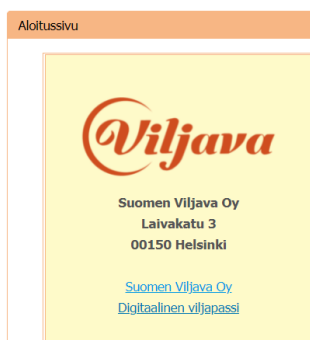 Aloitussivu
Viljava
Suomen Viljava Oy
Laivakatu 3
00150 Helsinki
Suomen Viljava Oy
Digitaalinen viljapassi